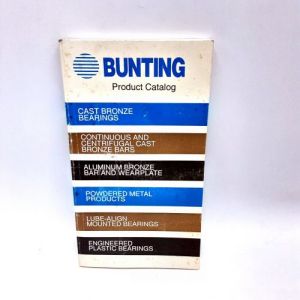 BUNTING
Product Catalog
CAST BRONZE
BEARINGS
CONTINUOUS AND
CENTRIFUGAL CAST
BRONZE BARS
ALUMINUM BRONZE
BAR AND WEARPLATE
POWDERED METAL
PRODUCTS
LUBE-ALIGN
MOUNTED BEARINGS
ENGINEERED
PLASTIC BEARINGS